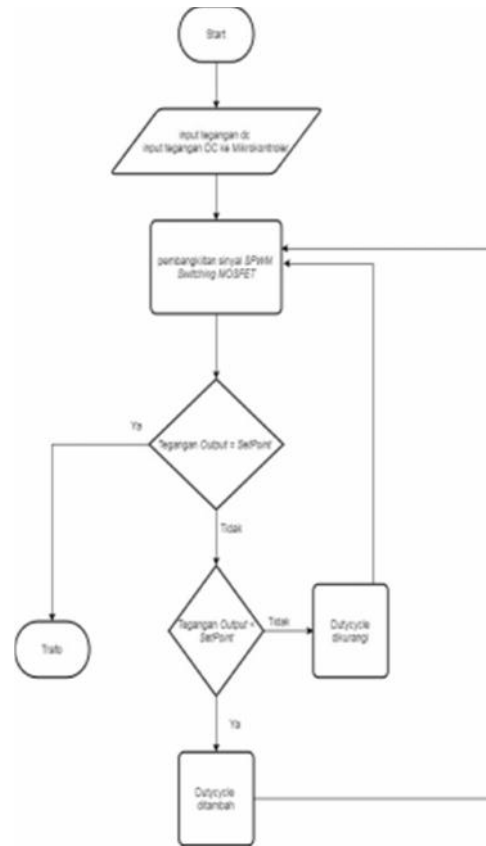 Start
input tegangan dc
input tegangan DC ke Mikrokontroler
pembangkitan sinyal SPWM
Switching MOSFET
Ya
Tegangan Output = SetPoint
Tidak
Tegangan Output <
SetPoint
Tidak
Dutycycle
dikurangi
Trafo
Ya
Dutycycle
ditambah